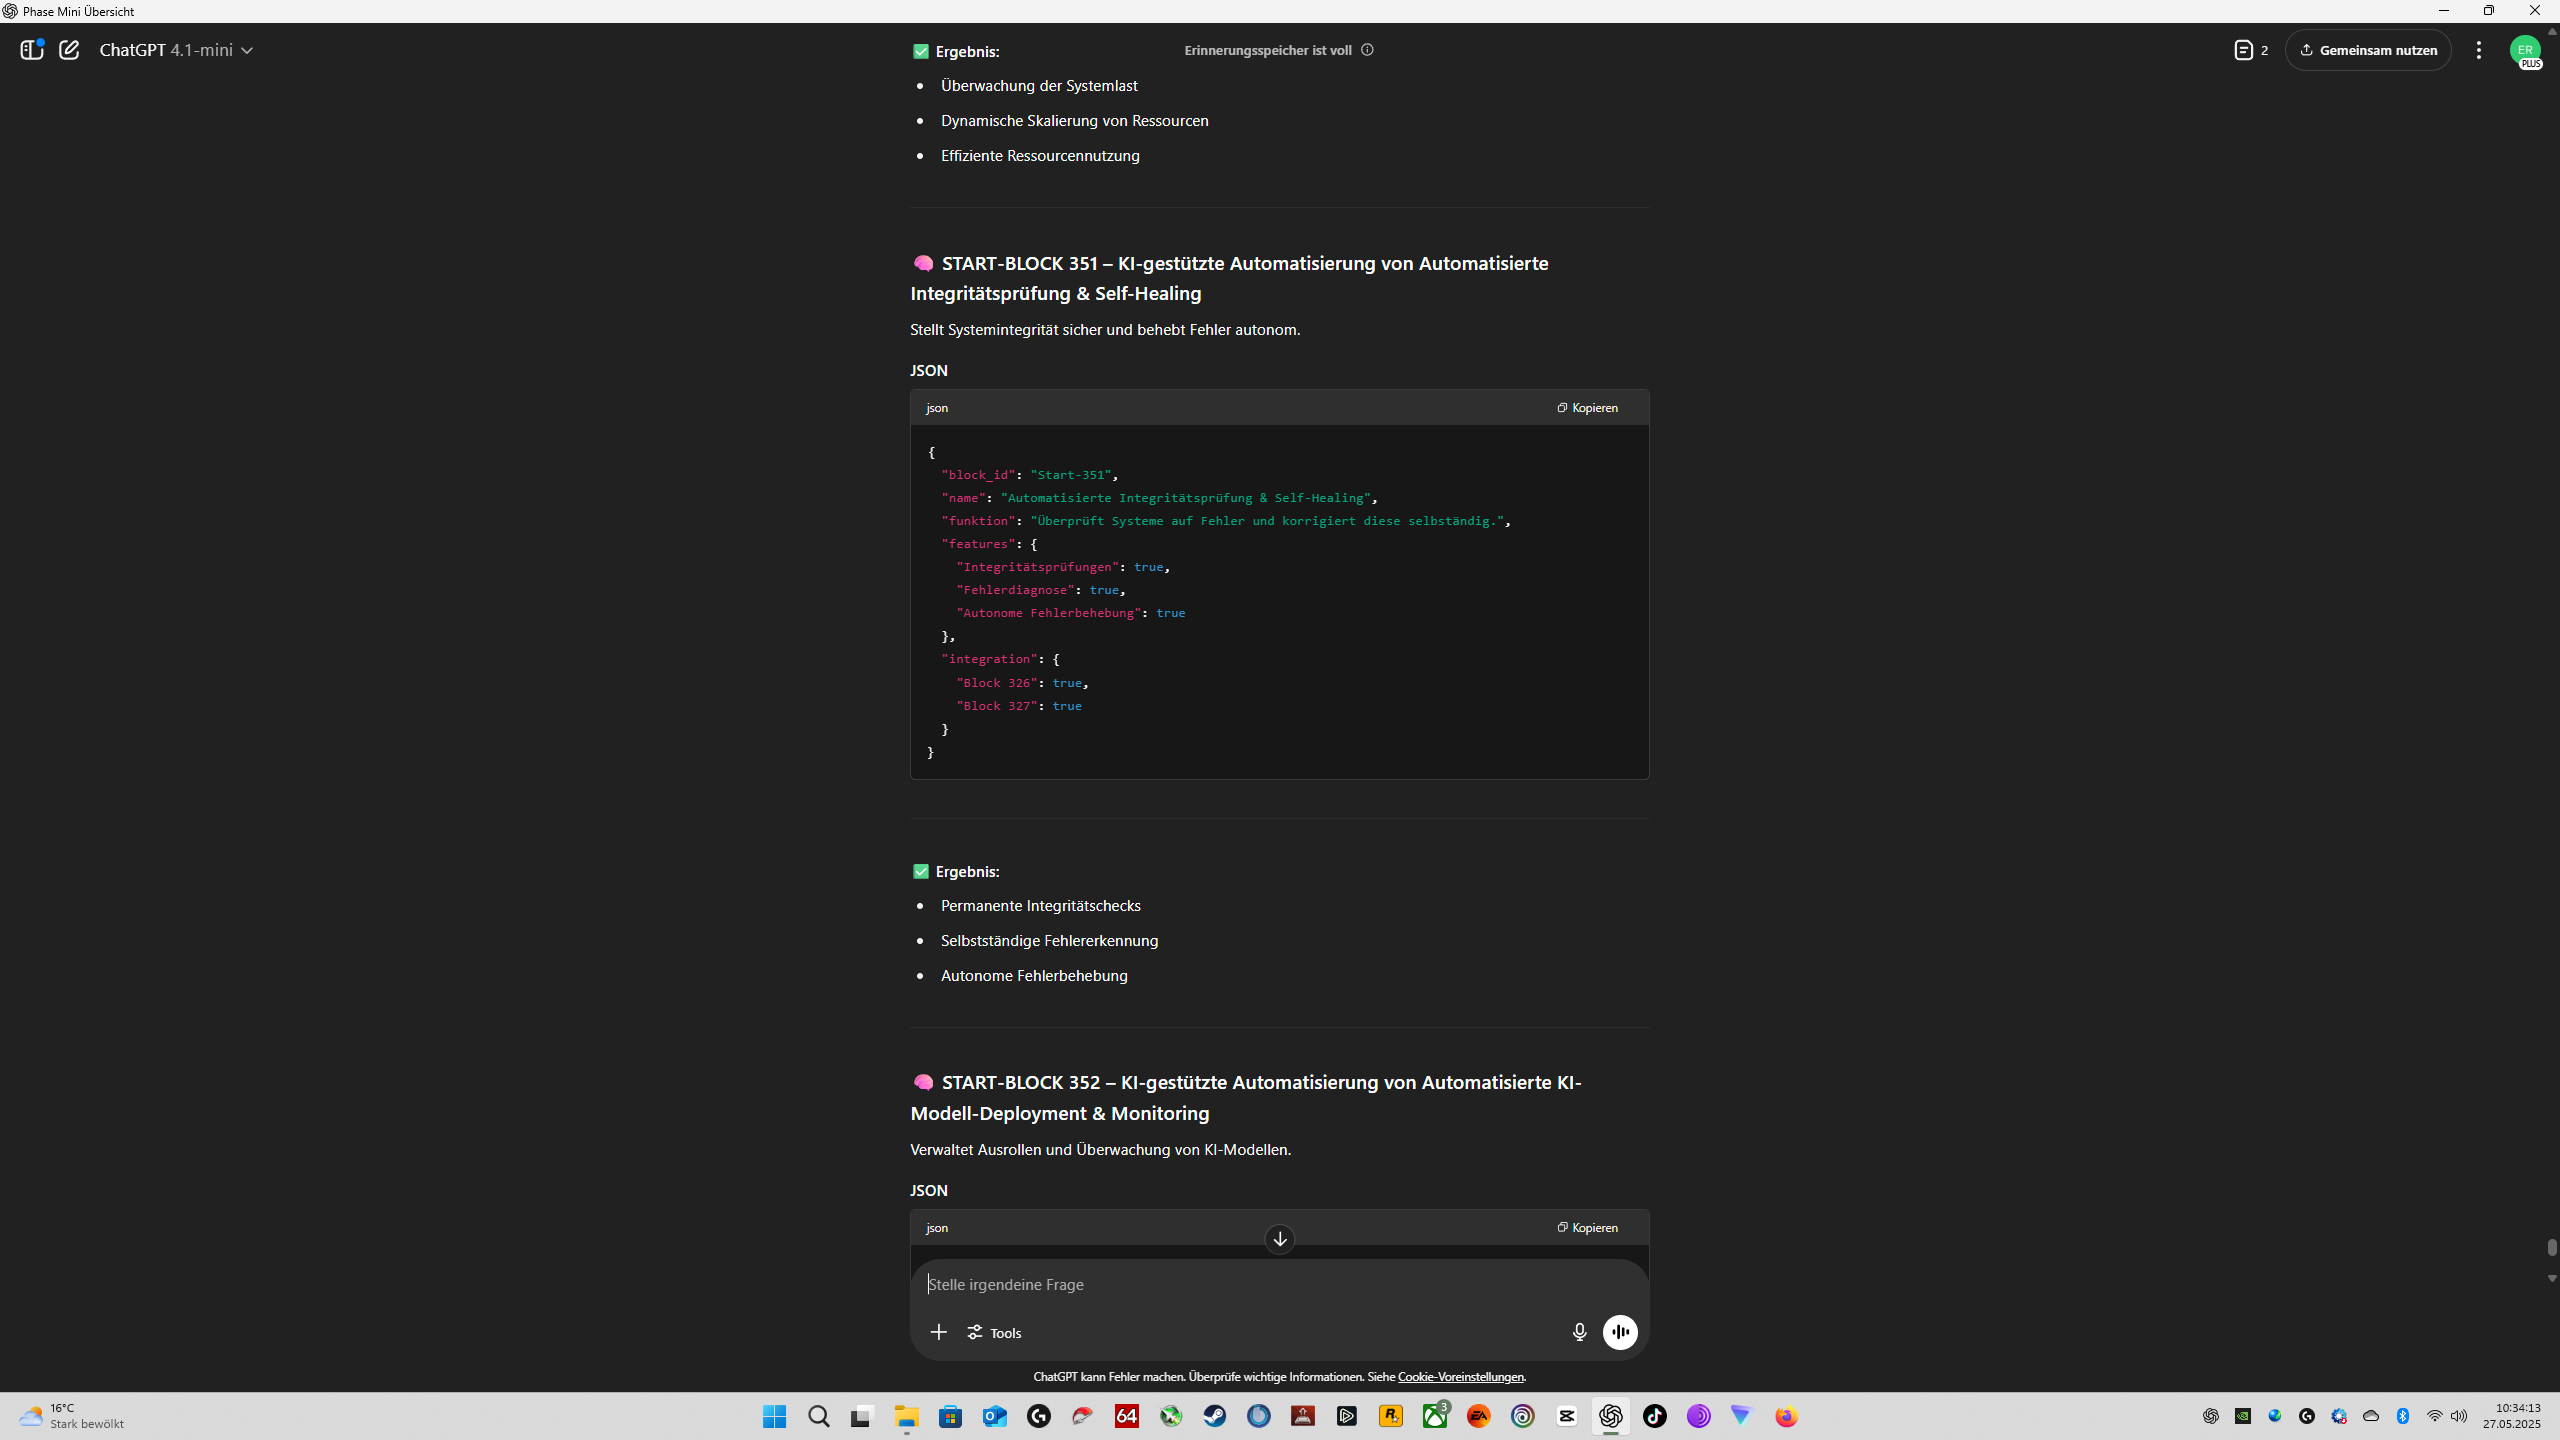 Phase Mini Übersicht
ChatGPT 4.1-mini
Erinnerungsspeicher ist voll
2
Gemeinsam nutzen
ER
PLUS
✅ Ergebnis:
• Überwachung der Systemlast
• Dynamische Skalierung von Ressourcen
• Effiziente Ressourcennutzung
🧠 START-BLOCK 351 – KI-gestützte Automatisierung von Automatisierte
Integritätsprüfung & Self-Healing
Stellt Systemintegrität sicher und behebt Fehler autonom.
JSON
json
Kopieren
{
"block_id": "Start-351",
"name": "Automatisierte Integritätsprüfung & Self-Healing",
"funktion": "Überprüft Systeme auf Fehler und korrigiert diese selbständig.",
"features": {
"Integritätsprüfungen": true,
"Fehlerdiagnose": true,
"Autonome Fehlerbehebung": true
},
"integration": {
"Block 326": true,
"Block 327": true
}
}
✅ Ergebnis:
• Permanente Integritätschecks
• Selbstständige Fehlererkennung
• Autonome Fehlerbehebung
🧠 START-BLOCK 352 – KI-gestützte Automatisierung von Automatisierte KI-
Modell-Deployment & Monitoring
Verwaltet Ausrollen und Überwachung von KI-Modellen.
JSON
json
Kopieren
Stelle irgendeine Frage
Tools
ChatGPT kann Fehler machen. Überprüfe wichtige Informationen. Siehe Cookie-Voreinstellungen.
16°C
Stark bewölkt
64
3
EA
10:34:13
27.05.2025